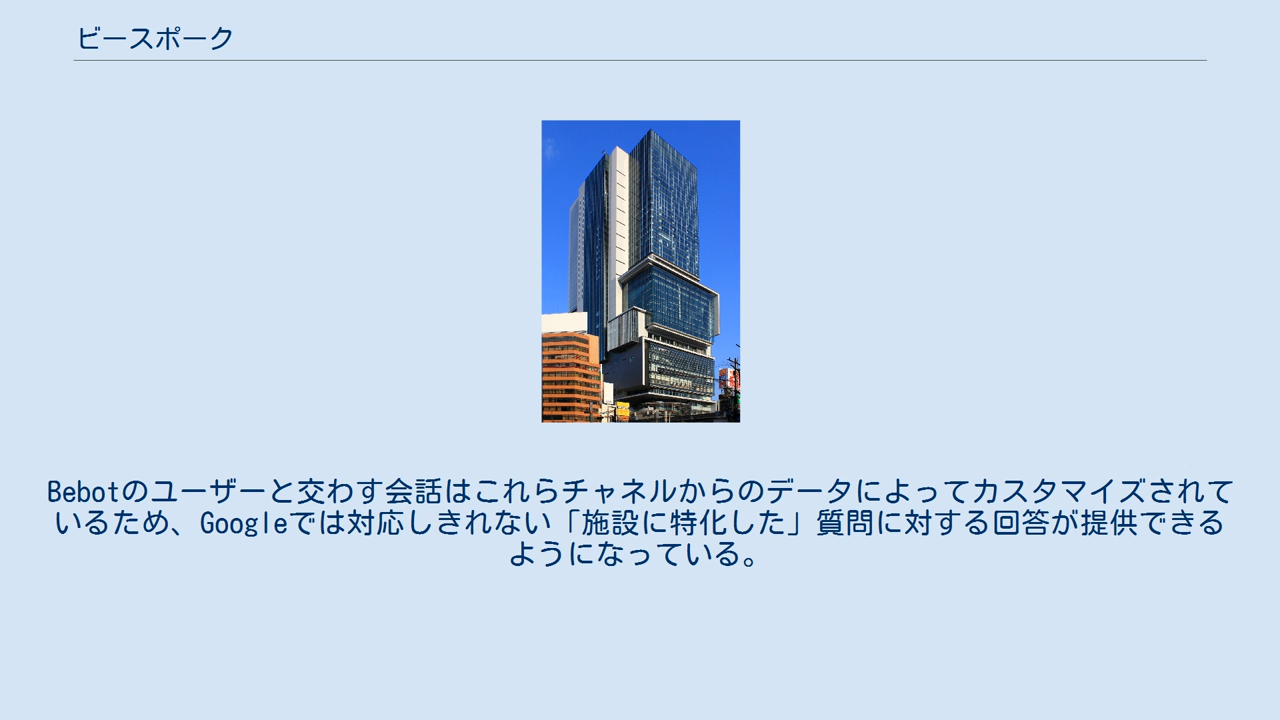 ビースポーク
Bebotのユーザーと交わす会話はこれらチャネルからのデータによってカスタマイズされて
いるため、Googleでは対応しきれない「施設に特化した」質問に対する回答が提供できる
ようになっている。